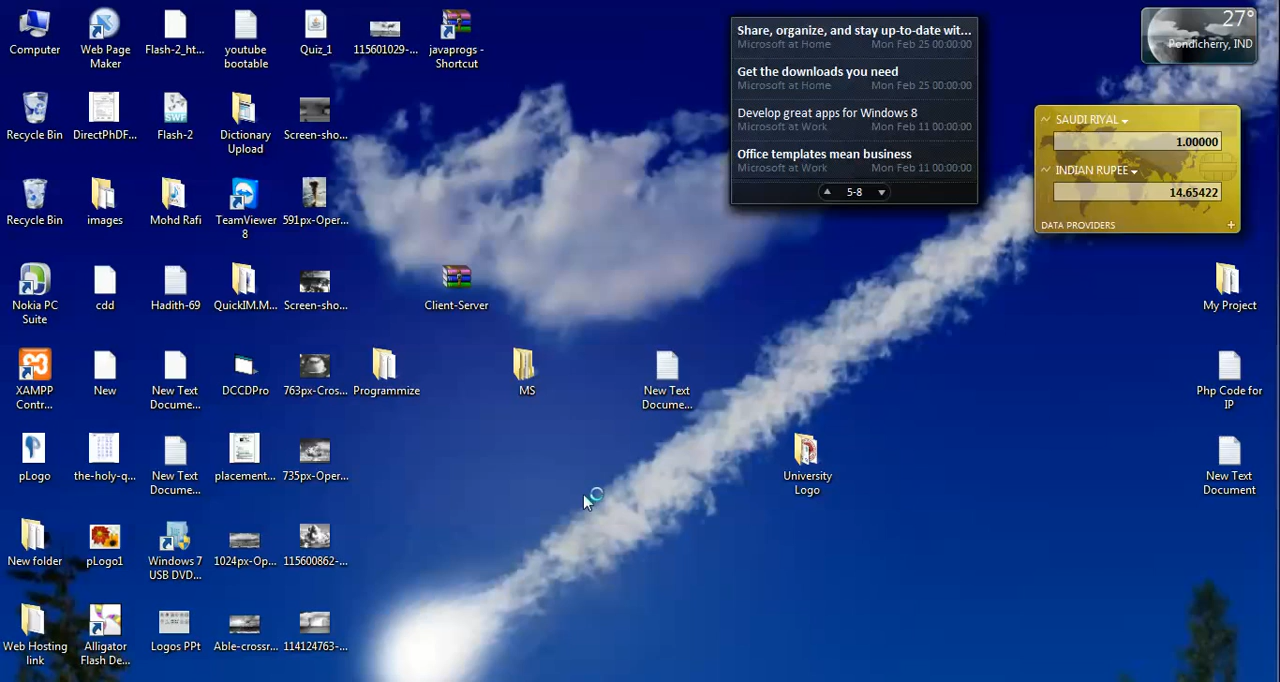 Computer
Web Page
Maker
Flash-2_ht...
youtube
bootable
Quiz_1
115601029-...
javaprogs -
Shortcut
Recycle Bin
DirectPhDF...
Flash-2
Dictionary
Upload
Screen-sho...
Recycle Bin
images
Mohd Rafi
TeamViewer
8
591px-Oper...
Nokia PC
Suite
cdd
Hadith-69
QuickIM.M...
Screen-sho...
Client-Server
XAMPP
Contr...
New
New Text
Docume...
DCCDPro
763px-Cros...
Programmize
MS
New Text
Docume...
pLogo
the-holy-q...
New Text
Docume...
placement...
735px-Oper...
University
Logo
New folder
pLogo1
Windows 7
USB DVD...
1024px-Op...
115600862-...
Web Hosting
link
Alligator
Flash De...
Logos PPt
Able-crossr...
114124763-...
Share, organize, and stay up-to-date wit...
Microsoft at Home Mon Feb 25 00:00:00
Get the downloads you need
Microsoft at Home Mon Feb 25 00:00:00
Develop great apps for Windows 8
Microsoft at Work Mon Feb 11 00:00:00
Office templates mean business
Microsoft at Work Mon Feb 11 00:00:00
5-8
27°
Pondicherry, IND
SAUDI RIYAL
1.00000
INDIAN RUPEE
14.65422
DATA PROVIDERS +
My Project
Php Code for
IP
New Text
Document